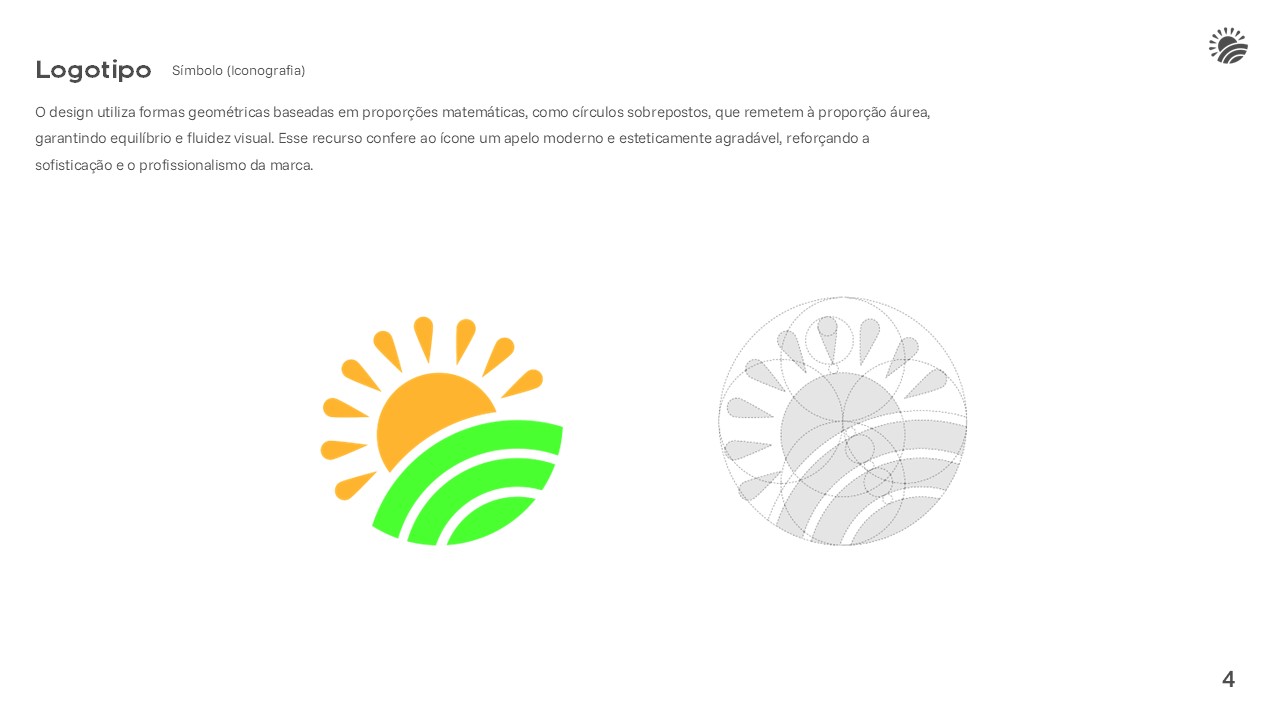 Logotipo Símbolo (Iconografia)
O design utiliza formas geométricas baseadas em proporções matemáticas, como círculos sobrepostos, que remetem à proporção áurea,
garantindo equilíbrio e fluidez visual. Esse recurso confere ao ícone um apelo moderno e esteticamente agradável, reforçando a
sofisticação e o profissionalismo da marca.
4